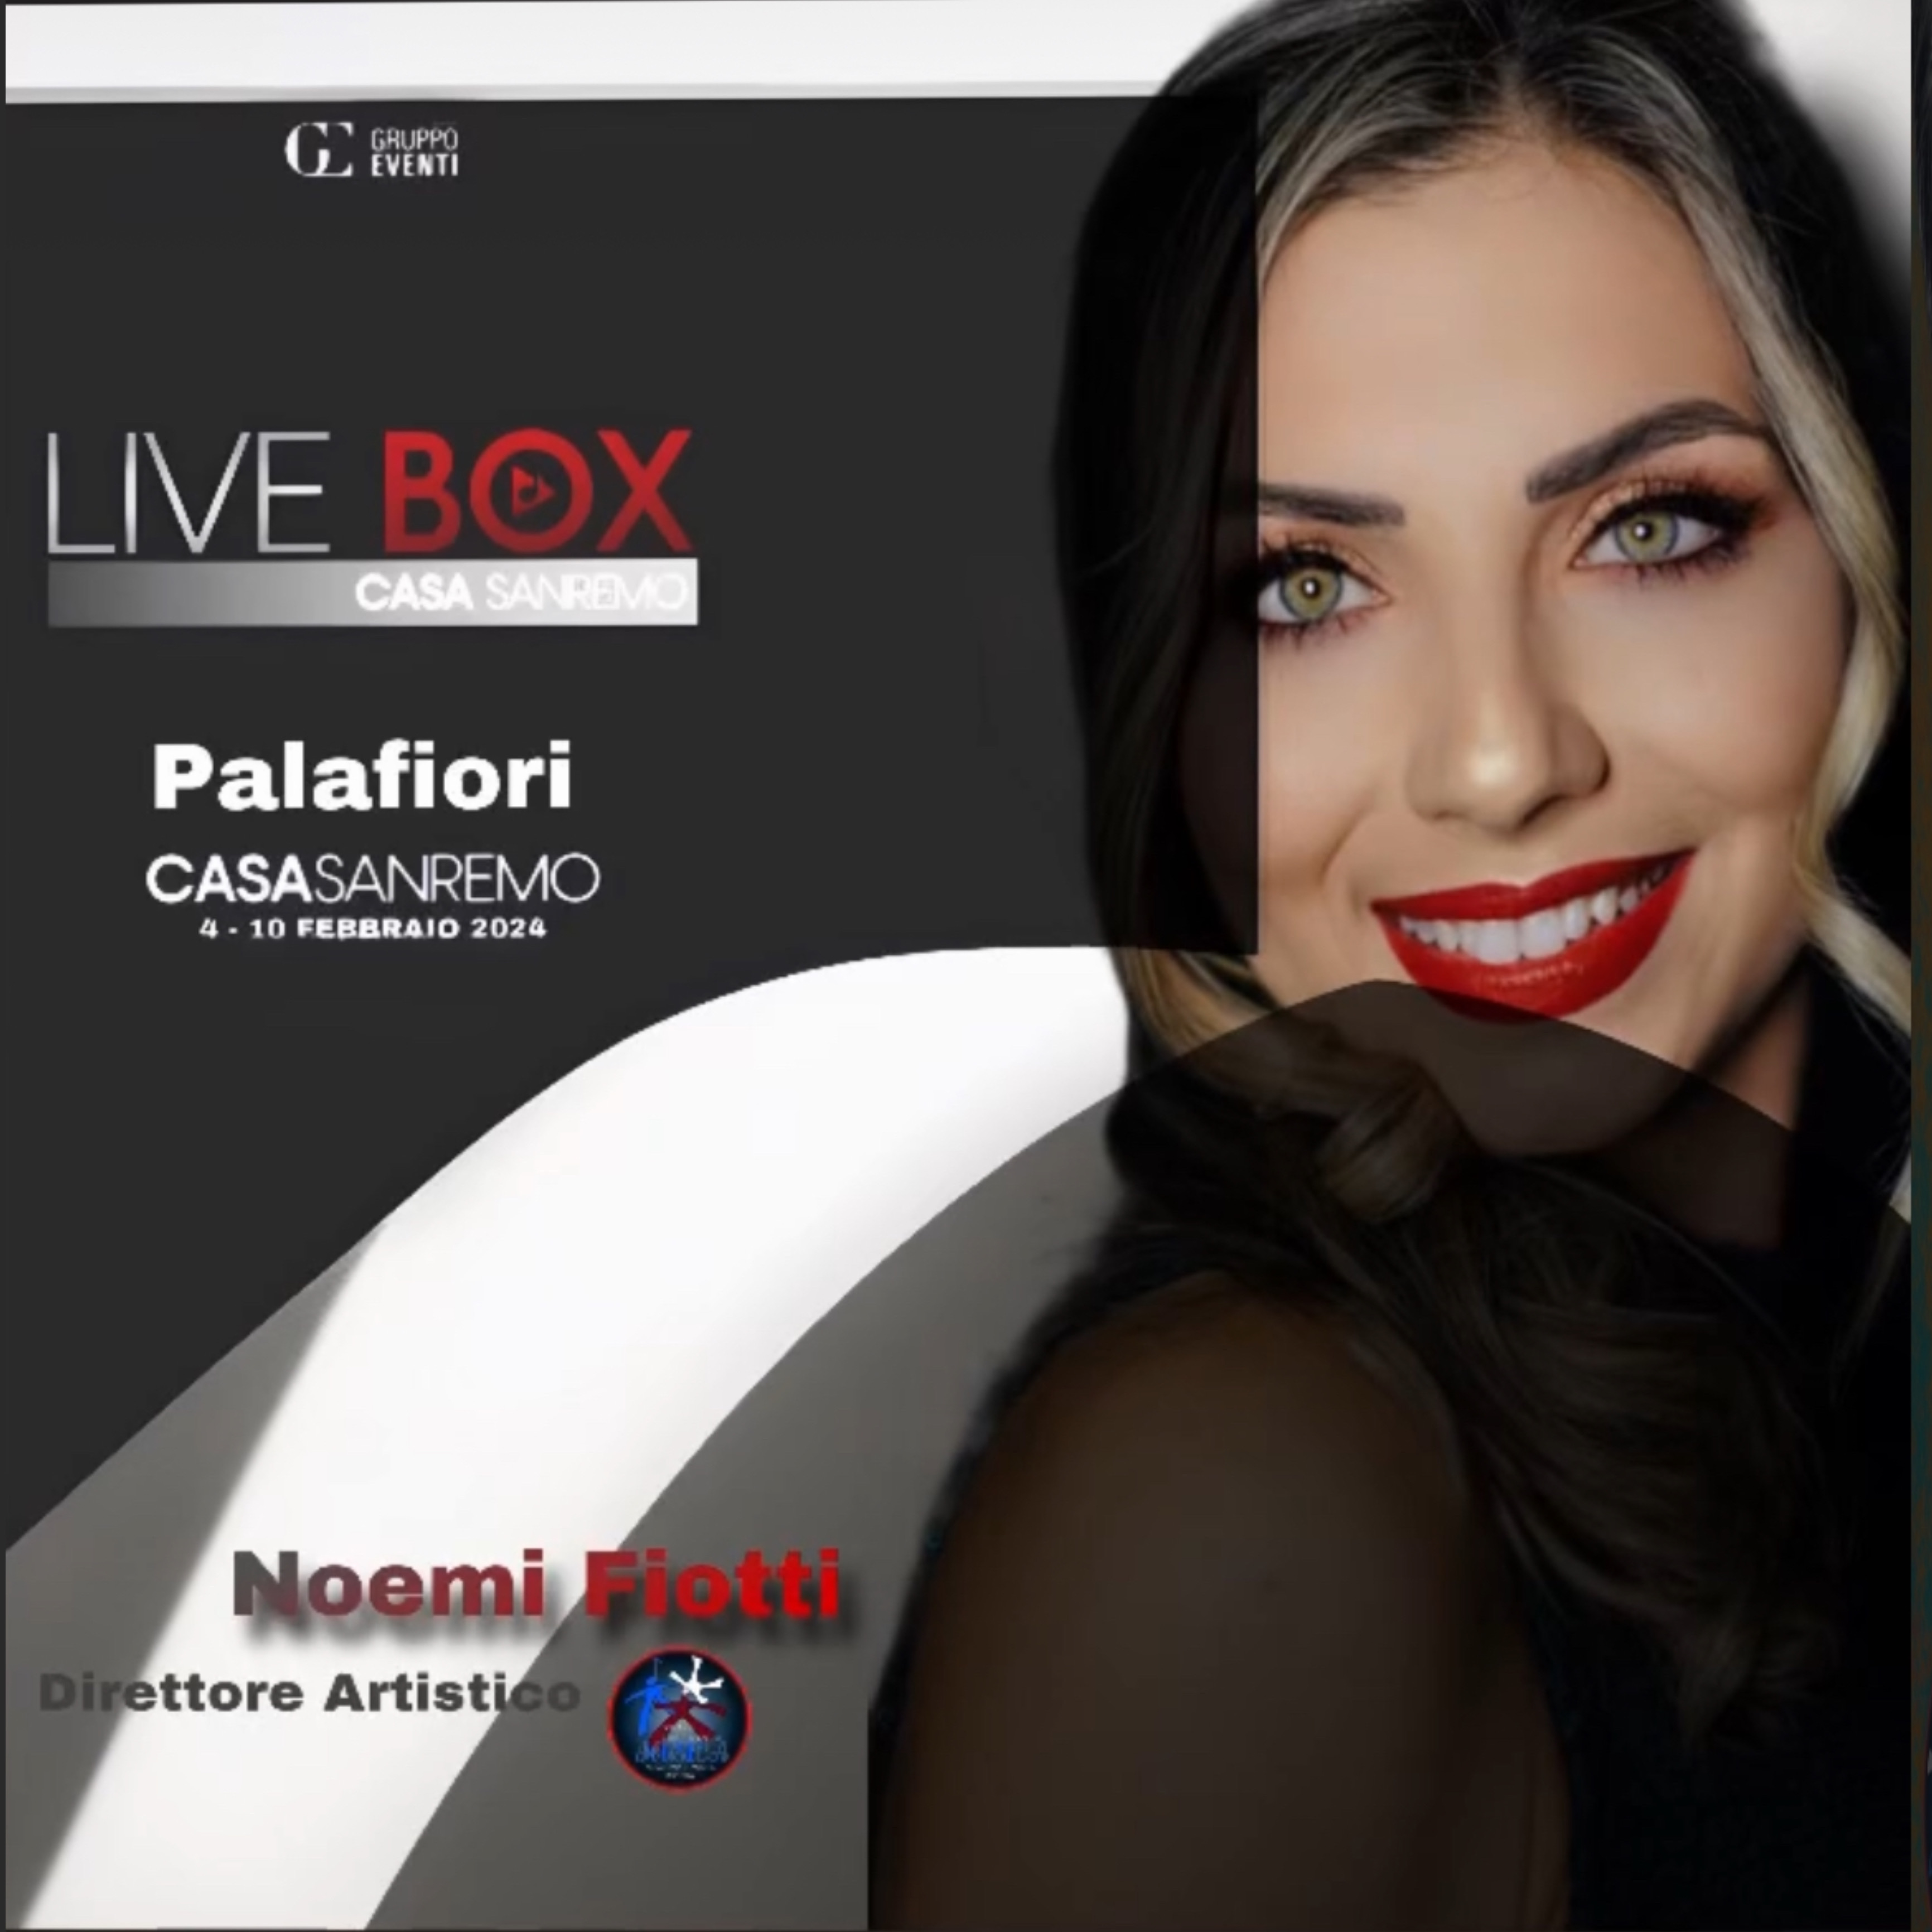 GRUPPO
EVENTI
LIVE BOX
CASA SANREMO
Palafiori
CASASANREMO
4 - 10 FEBBRAIO 2024
Noemi Fiotti
Direttore Artistico